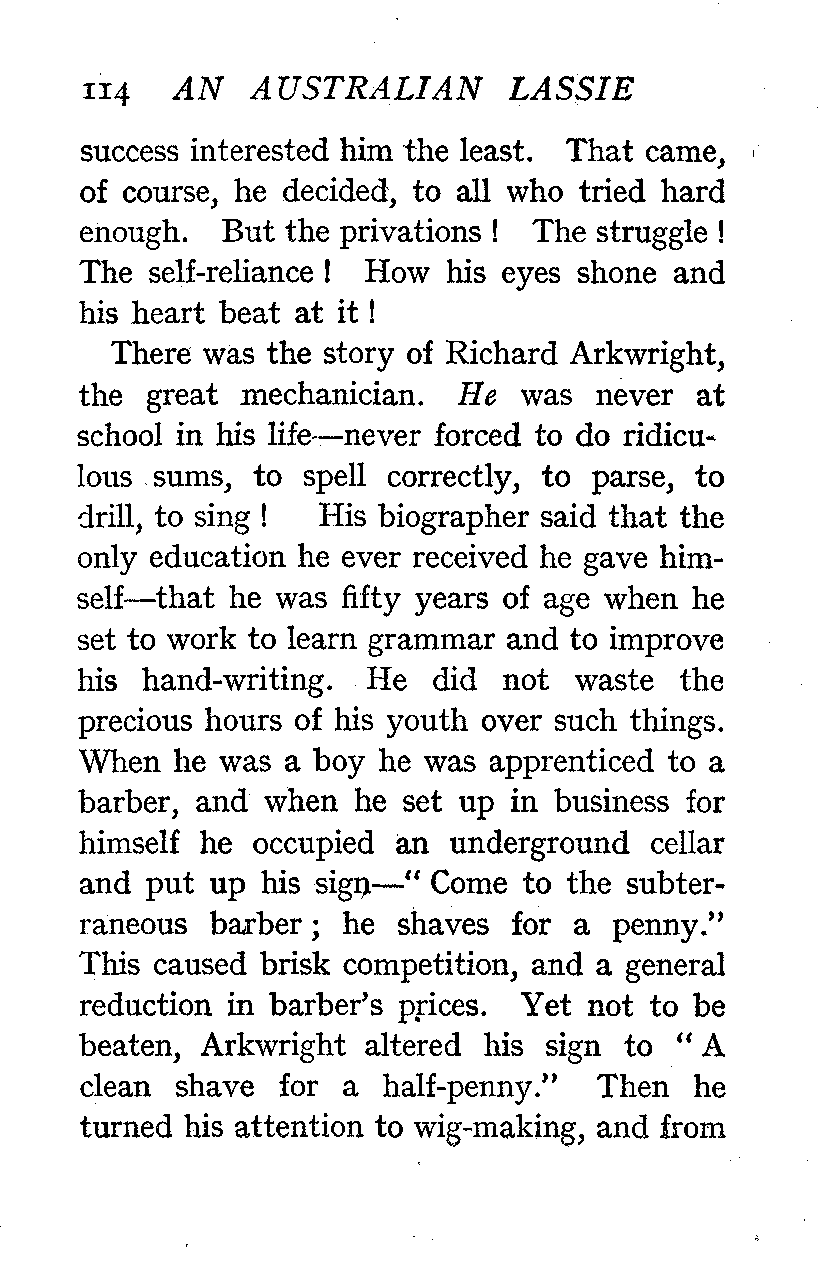 114 AN AUSTRALIAN LASSIE
success interested him the least. That came,
of course, he decided, to all who tried hard
enough. But the privations ! The struggle !
The self-reliance ! How his eyes shone and
his heart beat at it !
There was the story of Richard Arkwright,
the great mechanician. He was never at
school in his life—never forced to do ridicu-
lous sums, to spell correctly, to parse, to
drill, to sing ! His biographer said that the
only education he ever received he gave him-
self—that he was fifty years of age when he
set to work to learn grammar and to improve
his hand-writing. He did not waste the
precious hours of his youth over such things.
When he was a boy he was apprenticed to a
barber, and when he set up in business for
himself he occupied an underground cellar
and put up his sign—" Come to the subter-
raneous barber ; he shaves for a penny."
This caused brisk competition, and a general
reduction in barber's prices. Yet not to be
beaten, Arkwright altered his sign to " A
clean shave for a half-penny." Then he
turned his attention to wig-making, and from